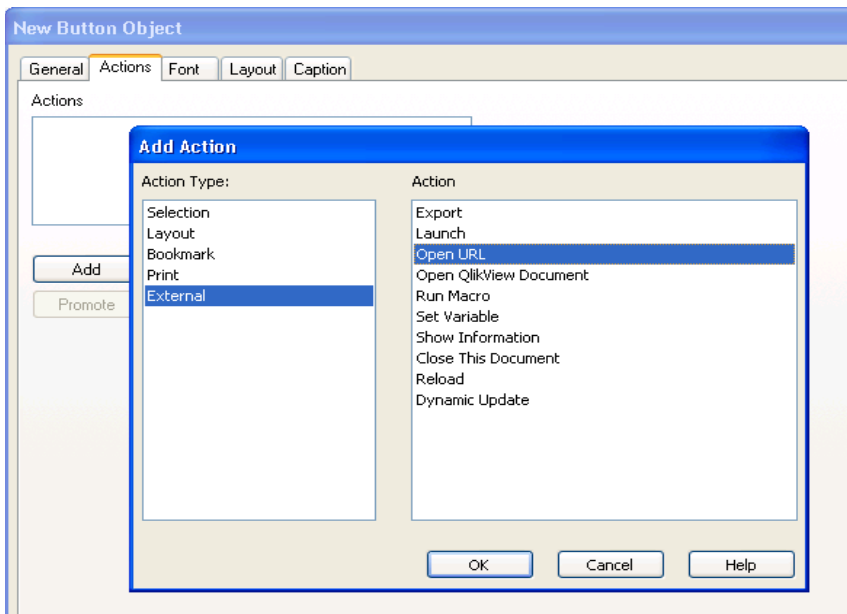 New Button Object
General Actions Font Layout Caption
Actions
Add Action
Action Type:
Selection
Layout
Bookmark
Print
External
Action
Export
Launch
Open URL
Open QlikView Document
Run Macro
Set Variable
Show Information
Close This Document
Reload
Dynamic Update
Add
Promote
OK Cancel Help